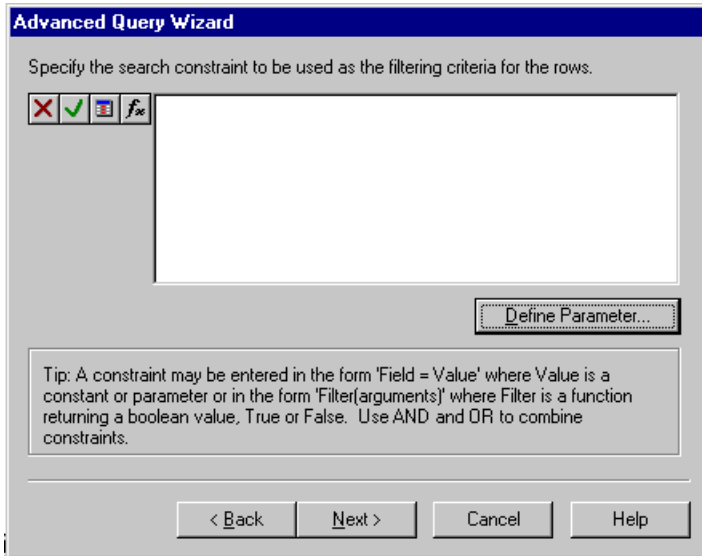 Advanced Query Wizard
Specify the search constraint to be used as the filtering criteria for the rows.
fx
Define Parameter...
Tip: A constraint may be entered in the form 'Field = Value' where Value is a
constant or parameter or in the form 'Filter(arguments)' where Filter is a function
returning a boolean value, True or False. Use AND and OR to combine
constraints.
< Back Next > Cancel Help
i